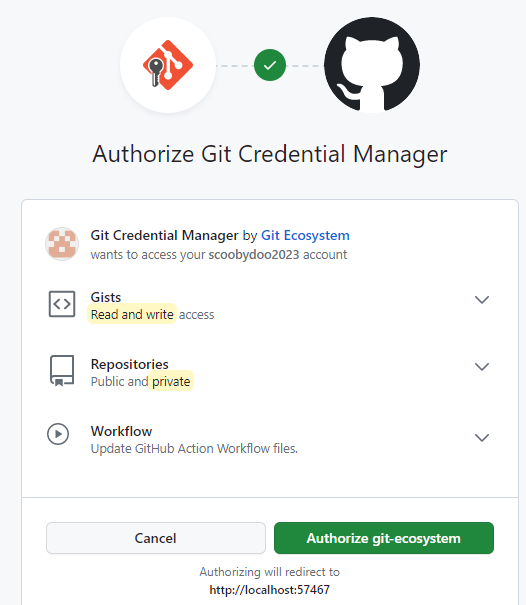 Authorize Git Credential Manager
Git Credential Manager by Git Ecosystem
wants to access your scoobydoo2023 account
Gists
Read and write access
Repositories
Public and private
Workflow
Update GitHub Action Workflow files.
Cancel
Authorize git-ecosystem
Authorizing will redirect to
http://localhost:57467